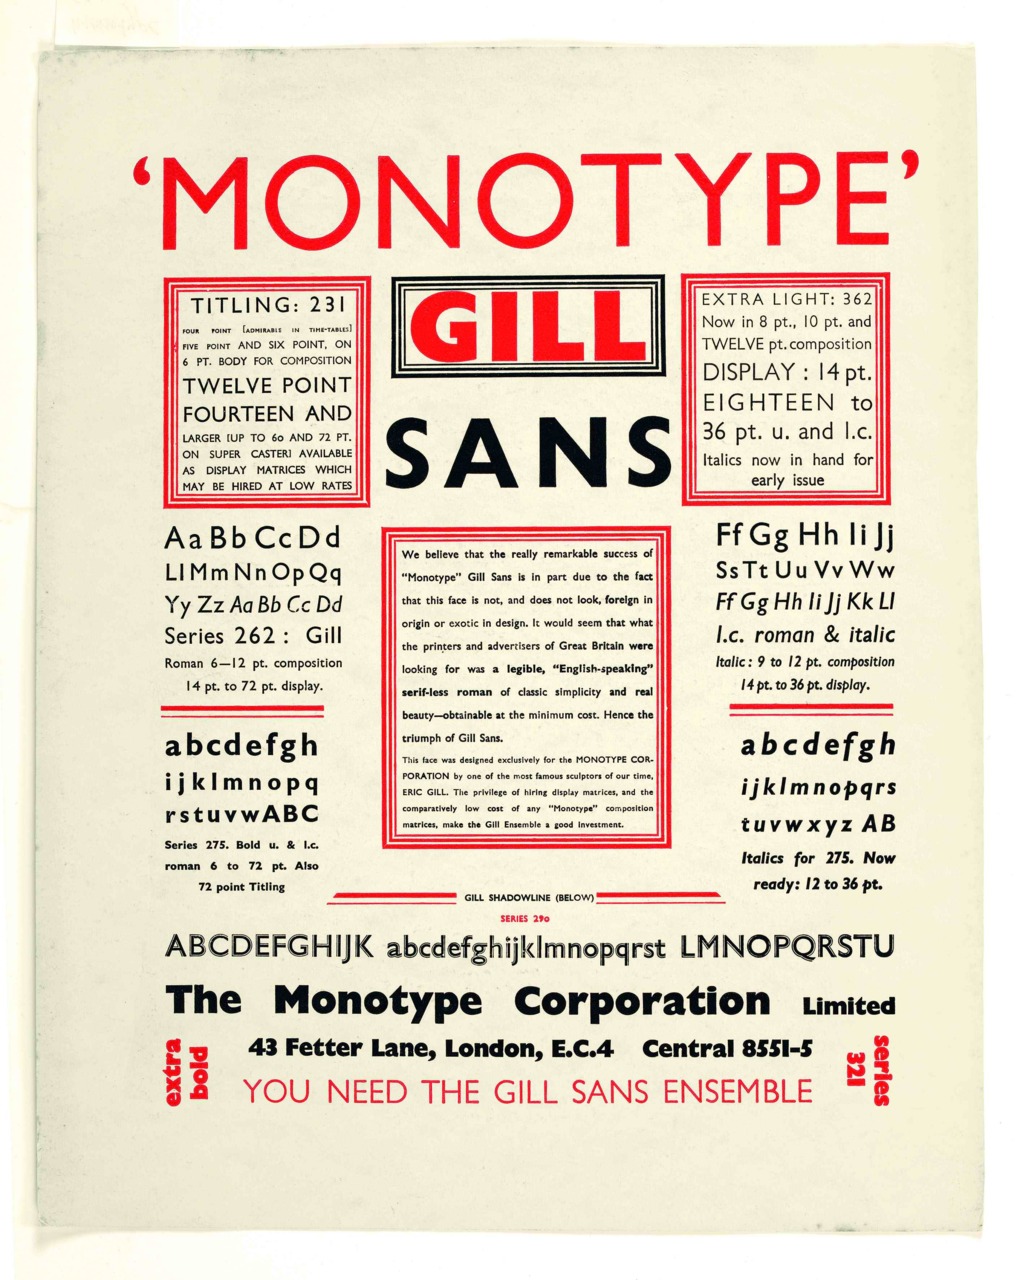 ‘MONOTYPE’
TITLING: 231
FOUR POINT [ADMIRABLE IN TIME-TABLES]
FIVE POINT AND SIX POINT, ON
6 PT. BODY FOR COMPOSITION
TWELVE POINT
FOURTEEN AND
LARGER [UP TO 60 AND 72 PT.
ON SUPER CASTER] AVAILABLE
AS DISPLAY MATRICES WHICH
MAY BE HIRED AT LOW RATES
GILL
SANS
EXTRA LIGHT: 362
Now in 8 pt., 10 pt. and
TWELVE pt. composition
DISPLAY : 14 pt.
EIGHTEEN to
36 pt. u. and l.c.
Italics now in hand for
early issue
Aa Bb Cc Dd
Ll Mm Nn Op Qq
Yy Zz Aa Bb Cc Dd
Series 262 : Gill
Roman 6—12 pt. composition
14 pt. to 72 pt. display.
abcdefgh
ijklmnopq
rstuvwABC
Series 275. Bold u. & l.c.
roman 6 to 72 pt. Also
72 point Titling
We believe that the really remarkable success of
“Monotype” Gill Sans is in part due to the fact
that this face is not, and does not look, foreign in
origin or exotic in design. It would seem that what
the printers and advertisers of Great Britain were
looking for was a legible, “English-speaking”
serif-less roman of classic simplicity and real
beauty—obtainable at the minimum cost. Hence the
triumph of Gill Sans.
This face was designed exclusively for the MONOTYPE COR-
PORATION by one of the most famous sculptors of our time,
ERIC GILL. The privilege of hiring display matrices, and the
comparatively low cost of any “Monotype” composition
matrices, make the Gill Ensemble a good investment.
Ff Gg Hh Ii Jj
Ss Tt Uu Vv Ww
Ff Gg Hh Ii Jj Kk Ll
l.c. roman & italic
Italic : 9 to 12 pt. composition
14 pt. to 36 pt. display.
abcdefgh
ijklmnopqrs
tuvwxyz AB
Italics for 275. Now
ready: 12 to 36 pt.
GILL SHADOWLINE (BELOW)
SERIES 290
ABCDEFGHIJK abcdefghijklmnopqrst LMNOPQRSTU
The Monotype Corporation Limited
extra
bold
43 Fetter Lane, London, E.C.4 Central 8551-5
YOU NEED THE GILL SANS ENSEMBLE
series
321